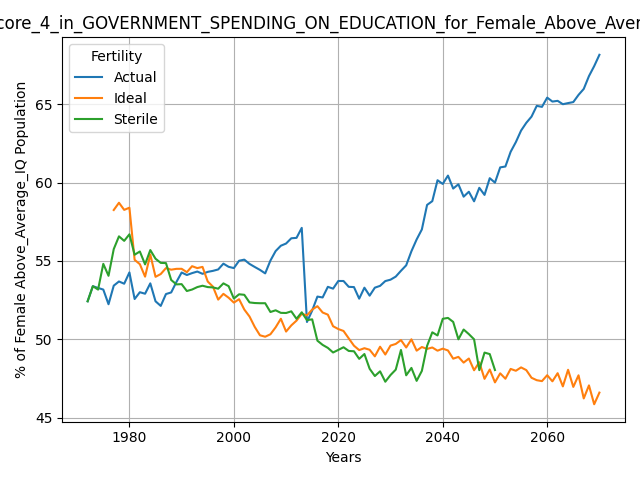 core_4_in_GOVERNMENT_SPENDING_ON_EDUCATION_for_Female_Above_Aver
Fertility
Actual
Ideal
Sterile
% of Female Above_Average_IQ Population
65
60
55
50
45
1980
2000
2020
2040
2060
Years